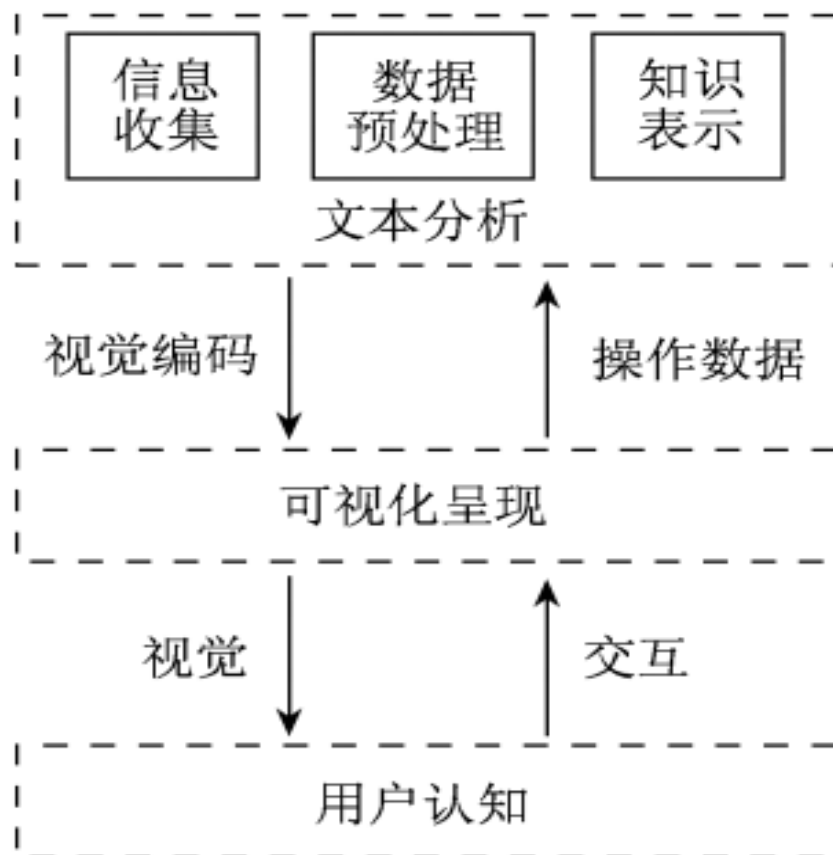 信息
收集
数据
预处理
知识
表示
文本分析
视觉编码
操作数据
可视化呈现
视觉
交互
用户认知